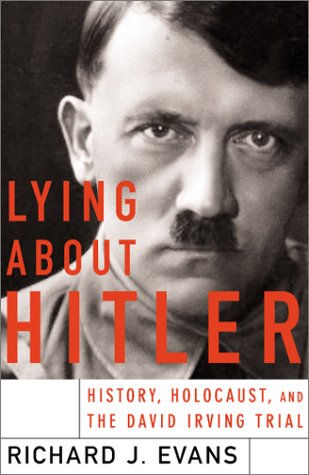 LYING
ABOUT
HITLER
HISTORY, HOLOCAUST, AND
THE DAVID IRVING TRIAL
RICHARD J. EVANS